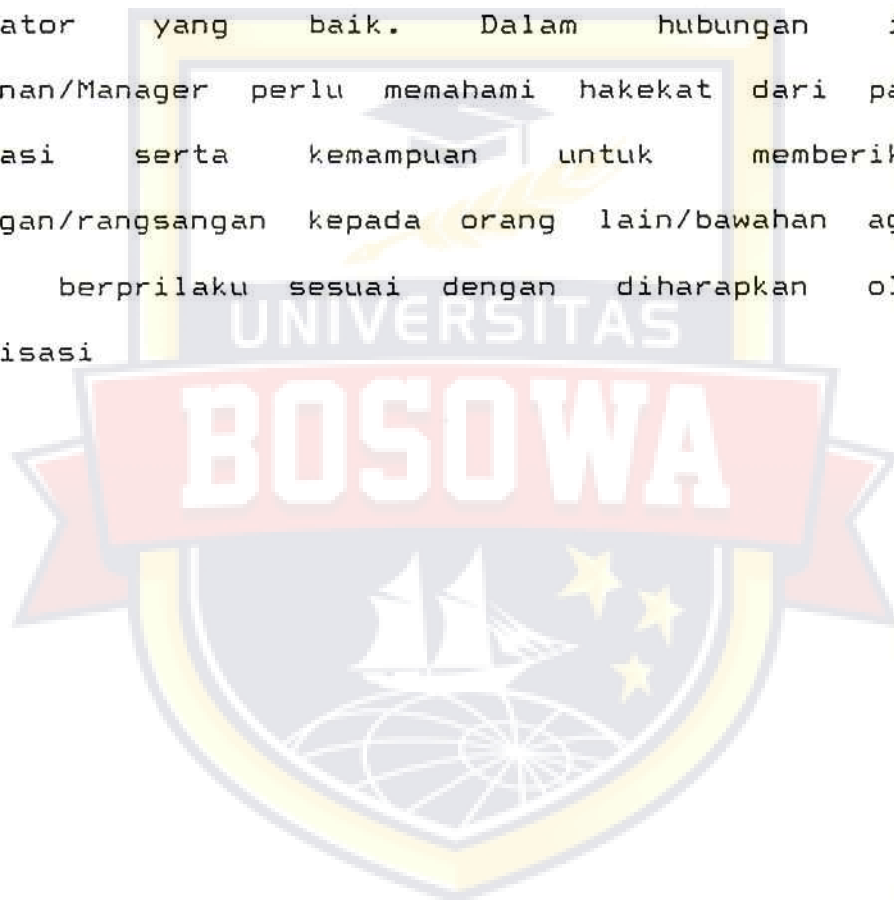 ator yang baik. Dalam hubungan
nan/Manager perlu memahami hakekat dari pa
asi serta kemampuan untuk memberik
gan/rangsangan kepada orang lain/bawahan ag
berprilaku sesuai dengan diharapkan ol
UNIVERSITAS
isasi
BOSOWA